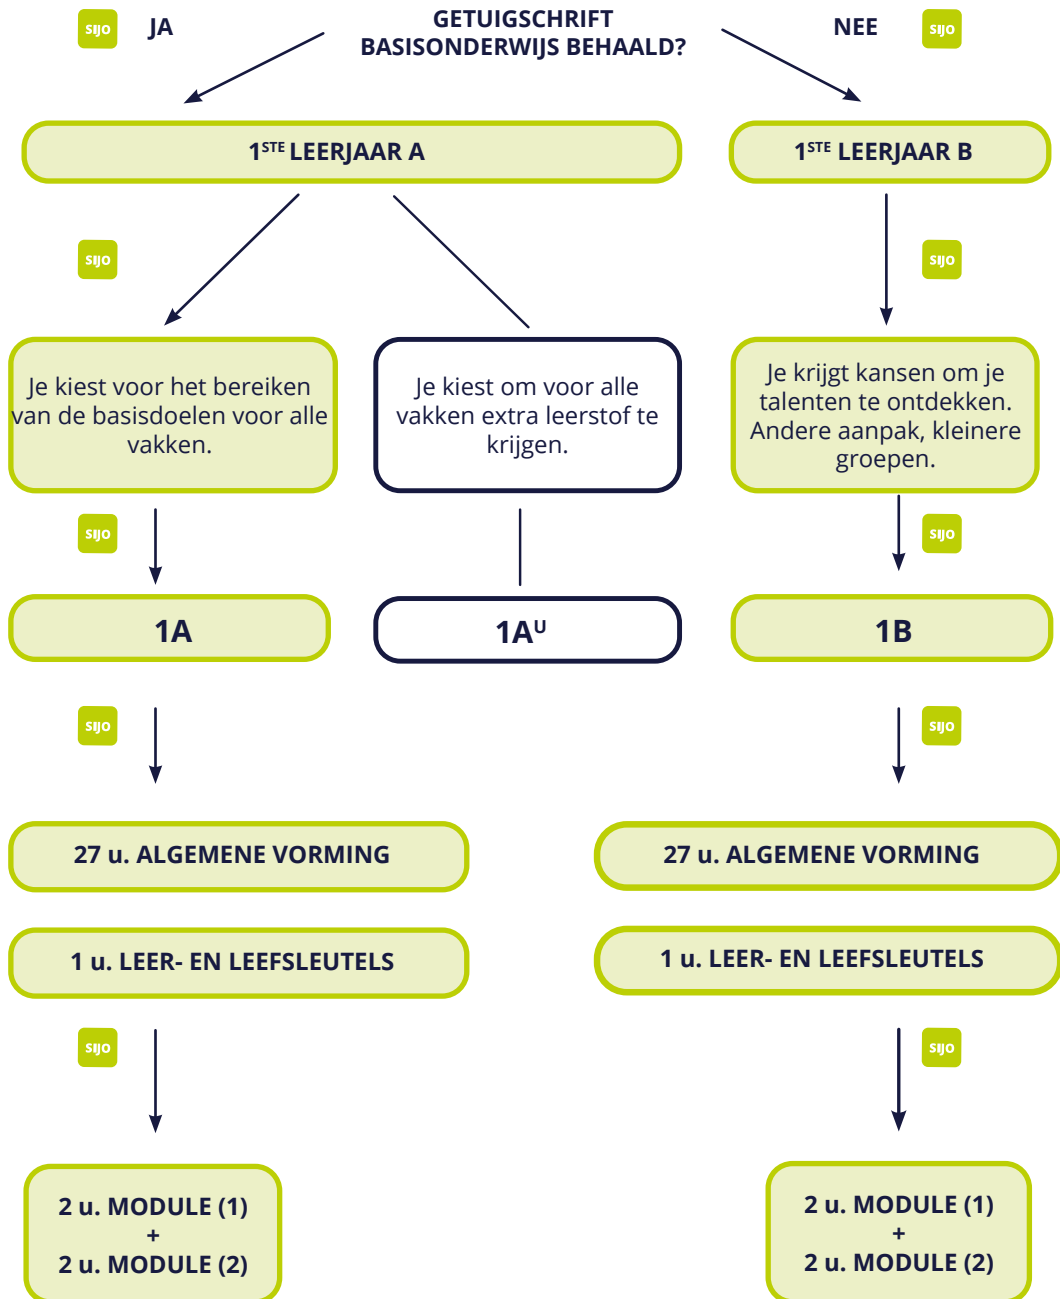 SIJO
JA
GETUIGSCHRIFT
BASISONDERWIJS BEHAALD?
NEE
SIJO
1STE LEERJAAR A
1STE LEERJAAR B
SIJO
SIJO
Je kiest voor het bereiken
van de basisdoelen voor alle
vakken.
Je kiest om voor alle
vakken extra leerstof te
krijgen.
Je krijgt kansen om je
talenten te ontdekken.
Andere aanpak, kleinere
groepen.
SIJO
SIJO
1A
1AU
1B
SIJO
SIJO
27 u. ALGEMENE VORMING
27 u. ALGEMENE VORMING
1 u. LEER- EN LEEFSLEUTELS
1 u. LEER- EN LEEFSLEUTELS
SIJO
SIJO
2 u. MODULE (1)
+
2 u. MODULE (2)
2 u. MODULE (1)
+
2 u. MODULE (2)